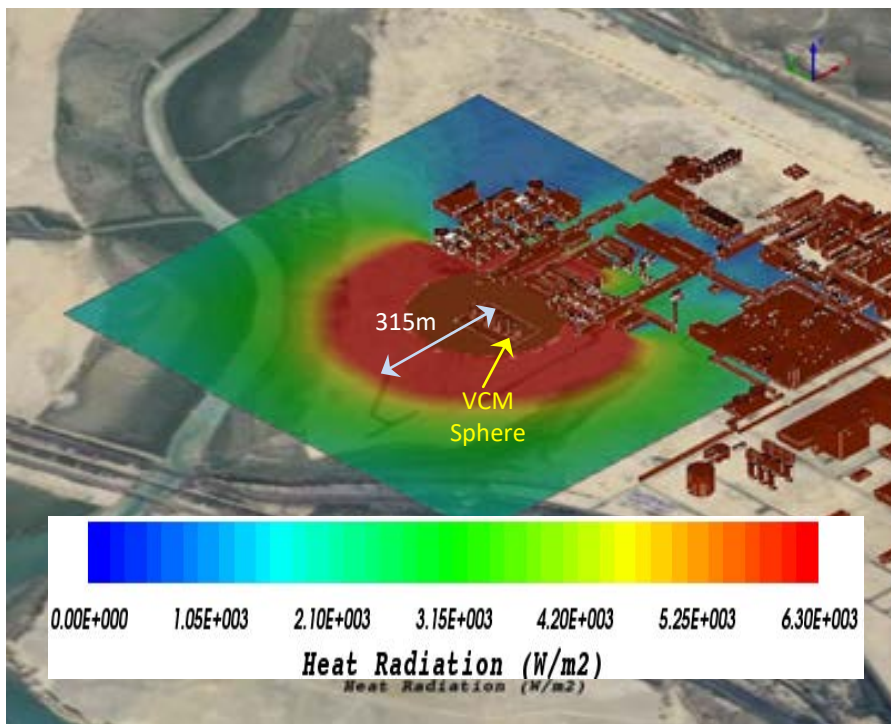 315m
VCM
Sphere
0.00E+000 1.05E+003 2.10E+003 3.15E+003 4.20E+003 5.25E+003 6.30E+003
Heat Radiation (W/m2)
Heat Radiation (W/m2)